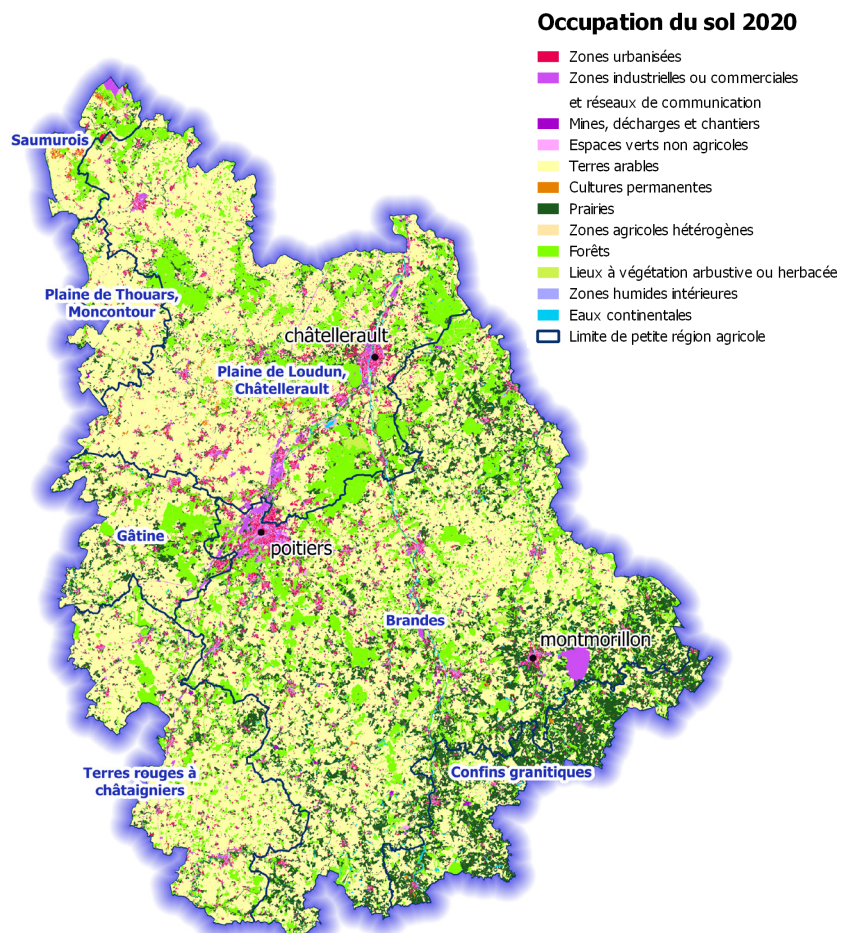 Occupation du sol 2020
Zones urbanisées
Zones industrielles ou commerciales
et réseaux de communication
Mines, décharges et chantiers
Espaces verts non agricoles
Terres arables
Cultures permanentes
Prairies
Zones agricoles hétérogènes
Forêts
Lieux à végétation arbustive ou herbacée
Zones humides intérieures
Eaux continentales
Limite de petite région agricole
Saumurois
Plaine de Thouars,
Moncontour
châtellerault
Plaine de Loudun,
Châtellerault
Gâtine
poitiers
Brandes
montmorillon
Terres rouges à
châtaigniers
Confins granitiques